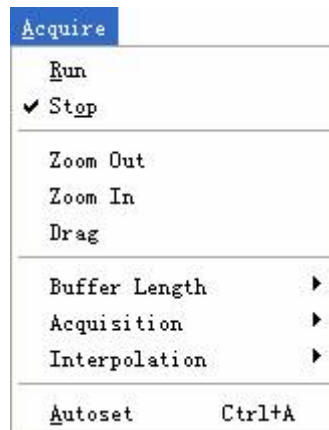 Acquire
Run
Stop
Zoom Out
Zoom In
Drag
Buffer Length
Acquisition
Interpolation
Autoset Ctrl+A